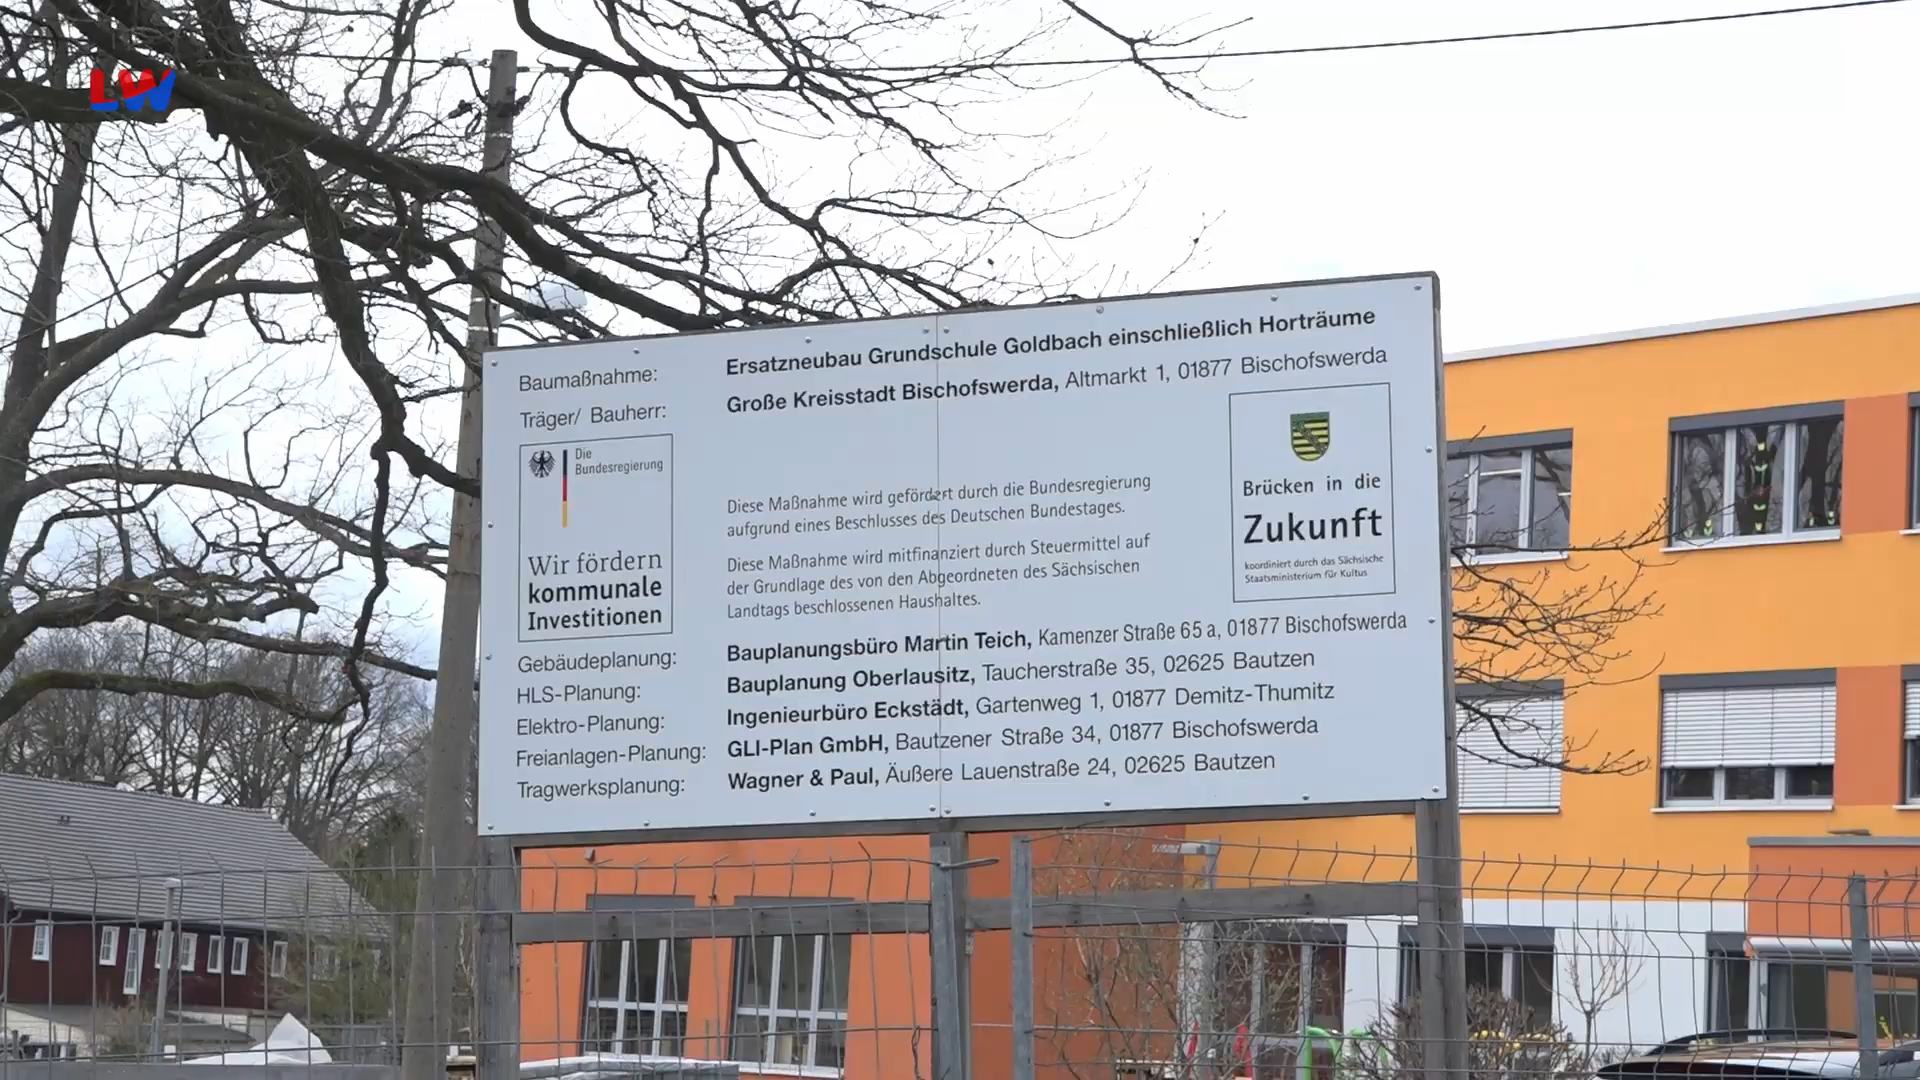 LW
Baumaßnahme: Ersatzneubau Grundschule Goldbach einschließlich Horträume
Träger/ Bauherr: Große Kreisstadt Bischofswerda, Altmarkt 1, 01877 Bischofswerda
Die
Bundesregierung
Wir fördern
kommunale
Investitionen
Diese Maßnahme wird gefördert durch die Bundesregierung
aufgrund eines Beschlusses des Deutschen Bundestages.
Diese Maßnahme wird mitfinanziert durch Steuermittel auf
der Grundlage des von den Abgeordneten des Sächsischen
Landtags beschlossenen Haushaltes.
Brücken in die
Zukunft
koordiniert durch das Sächsische
Staatsministerium für Kultus
Gebäudeplanung: Bauplanungsbüro Martin Teich, Kamenzer Straße 65 a, 01877 Bischofswerda
HLS-Planung: Bauplanung Oberlausitz, Taucherstraße 35, 02625 Bautzen
Elektro-Planung: Ingenieurbüro Eckstädt, Gartenweg 1, 01877 Demitz-Thumitz
Freianlagen-Planung: GLI-Plan GmbH, Bautzener Straße 34, 01877 Bischofswerda
Tragwerksplanung: Wagner & Paul, Äußere Lauenstraße 24, 02625 Bautzen